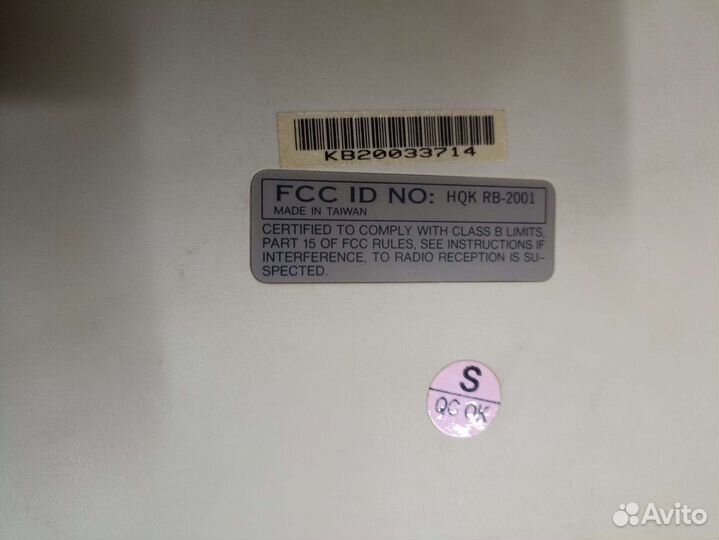 KB20033714
FCC ID NO: HQK RB-2001
MADE IN TAIWAN
CERTIFIED TO COMPLY WITH CLASS B LIMITS,
PART 15 OF FCC RULES, SEE INSTRUCTIONS IF
INTERFERENCE, TO RADIO RECEPTION IS SU-
SPECTED.
S
QC OK
Avito